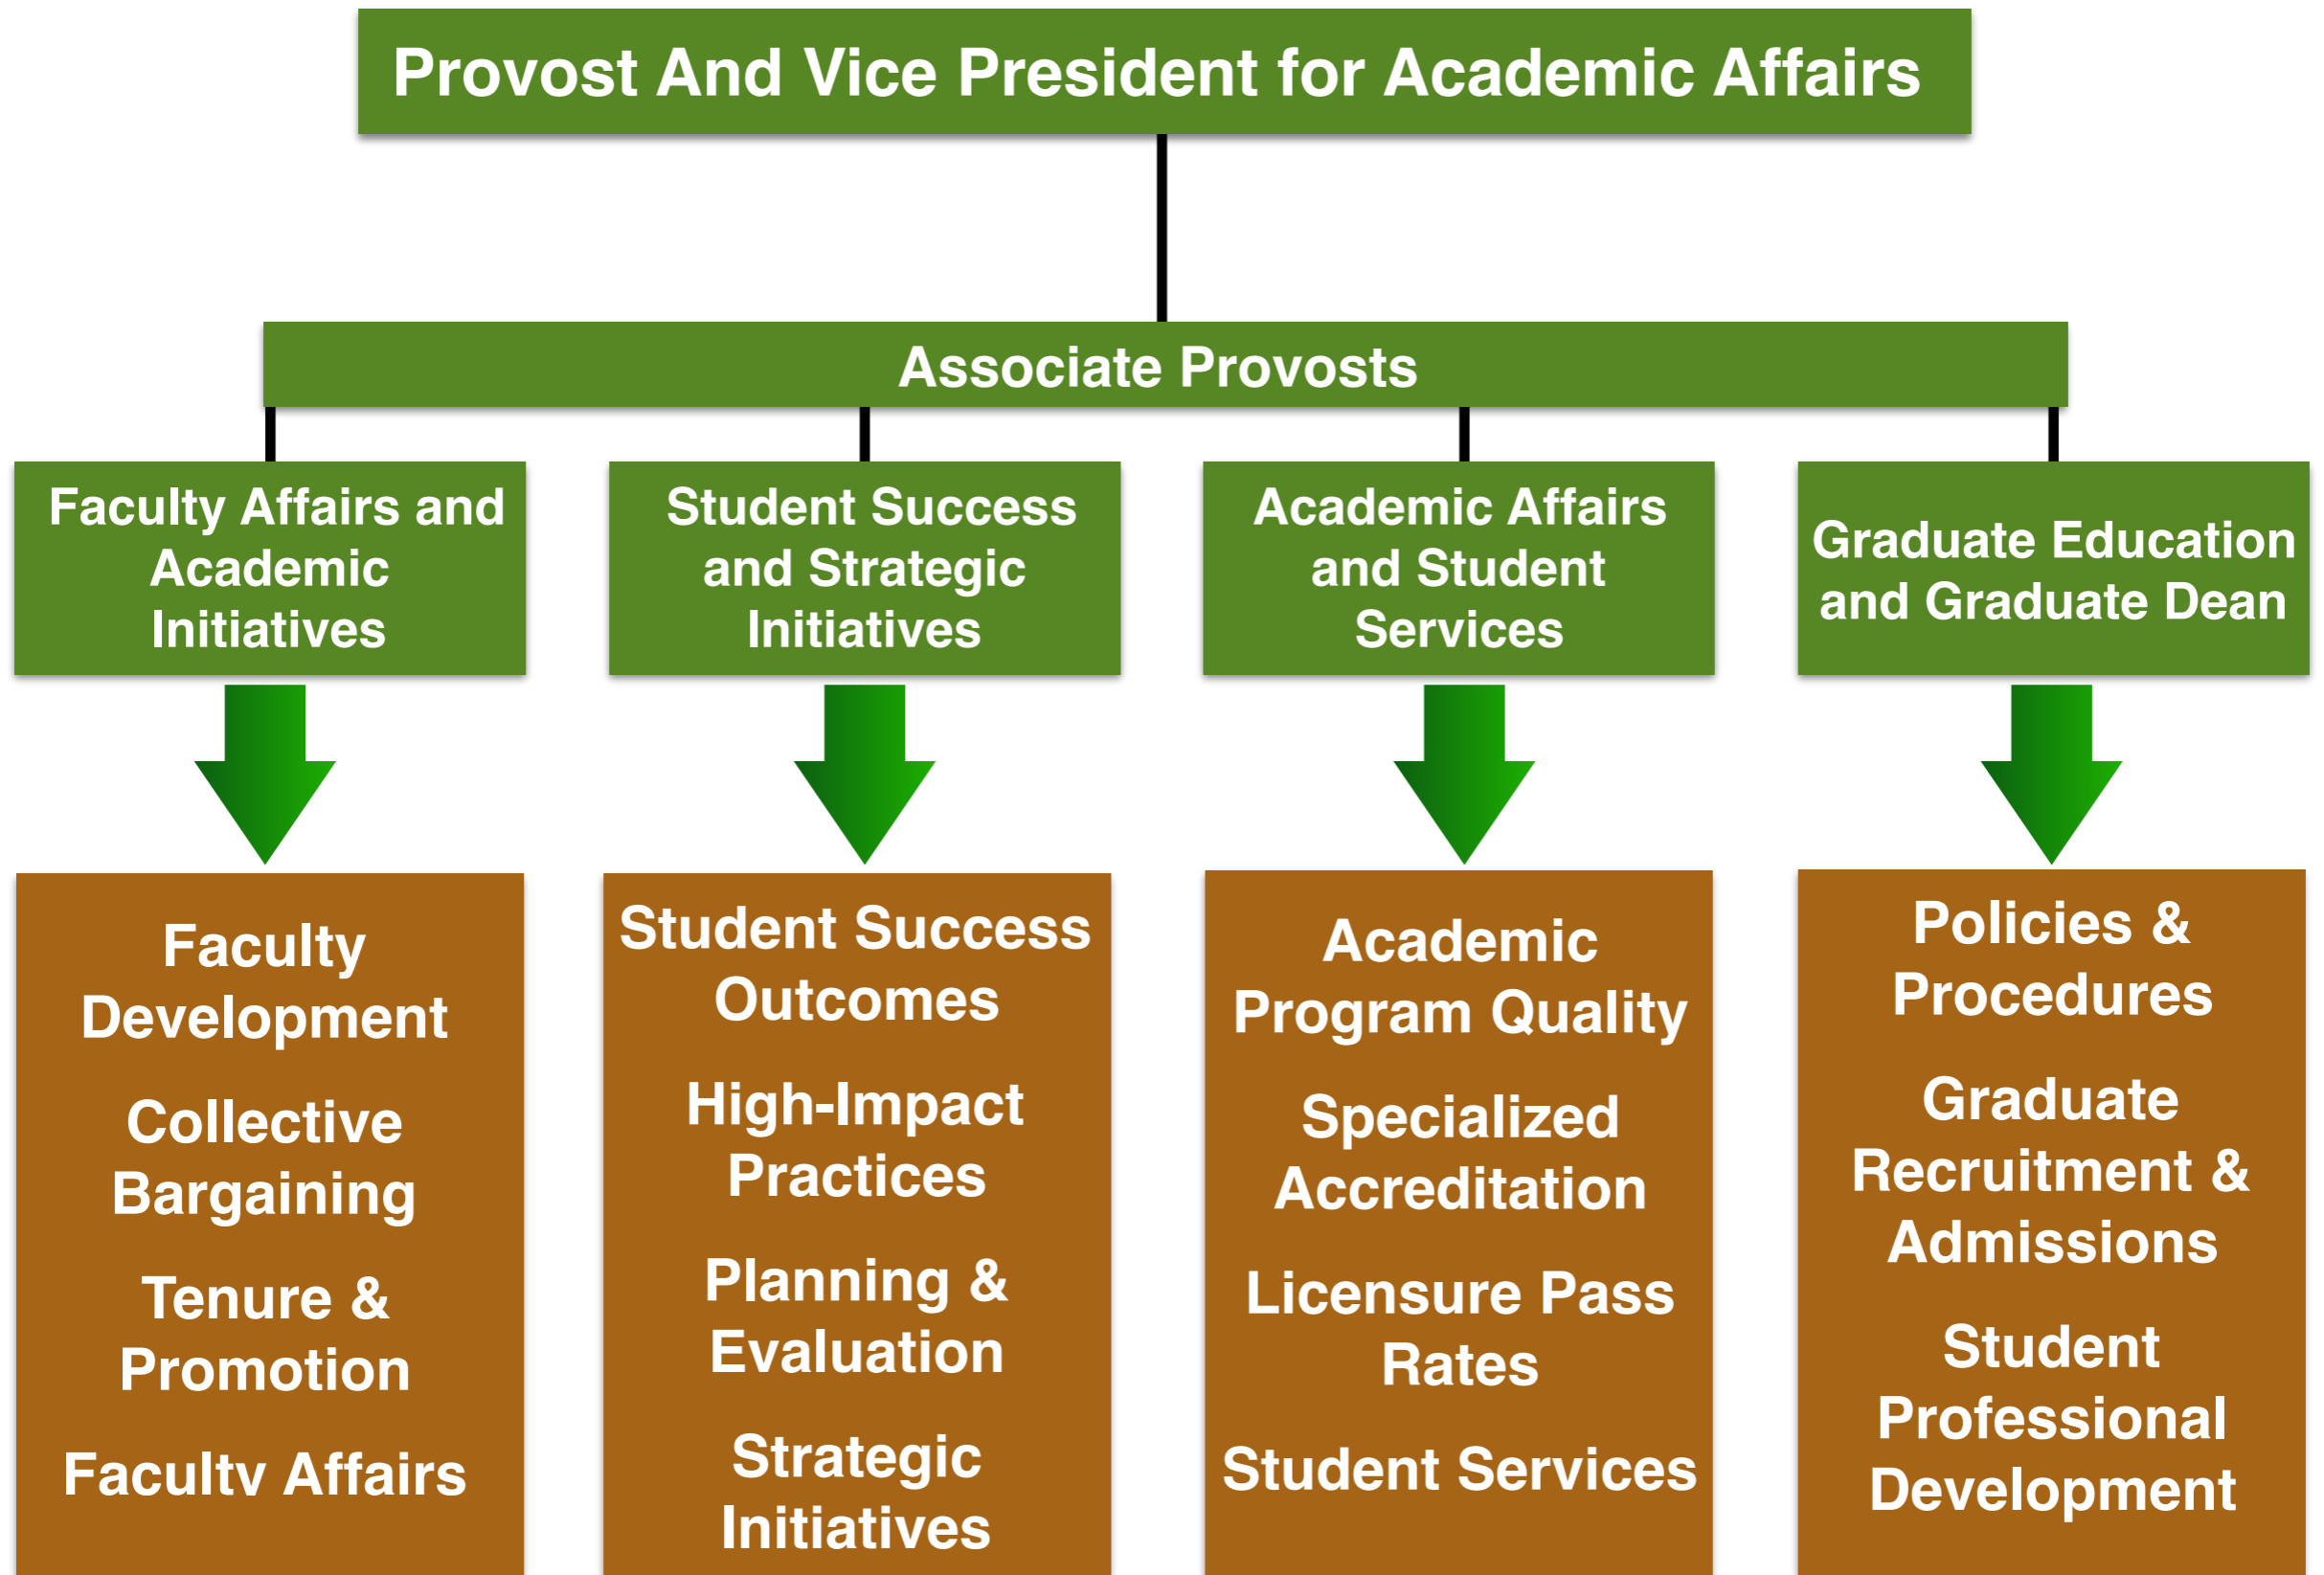 Provost And Vice President for Academic Affairs
Associate Provosts
Faculty Affairs and
Academic
Initiatives
Student Success
and Strategic
Initiatives
Academic Affairs
and Student
Services
Graduate Education
and Graduate Dean
Faculty
Development
Collective
Bargaining
Tenure &
Promotion
Faculty Affairs
Student Success
Outcomes
High-Impact
Practices
Planning &
Evaluation
Strategic
Initiatives
Academic
Program Quality
Specialized
Accreditation
Licensure Pass
Rates
Student Services
Policies &
Procedures
Graduate
Recruitment &
Admissions
Student
Professional
Development